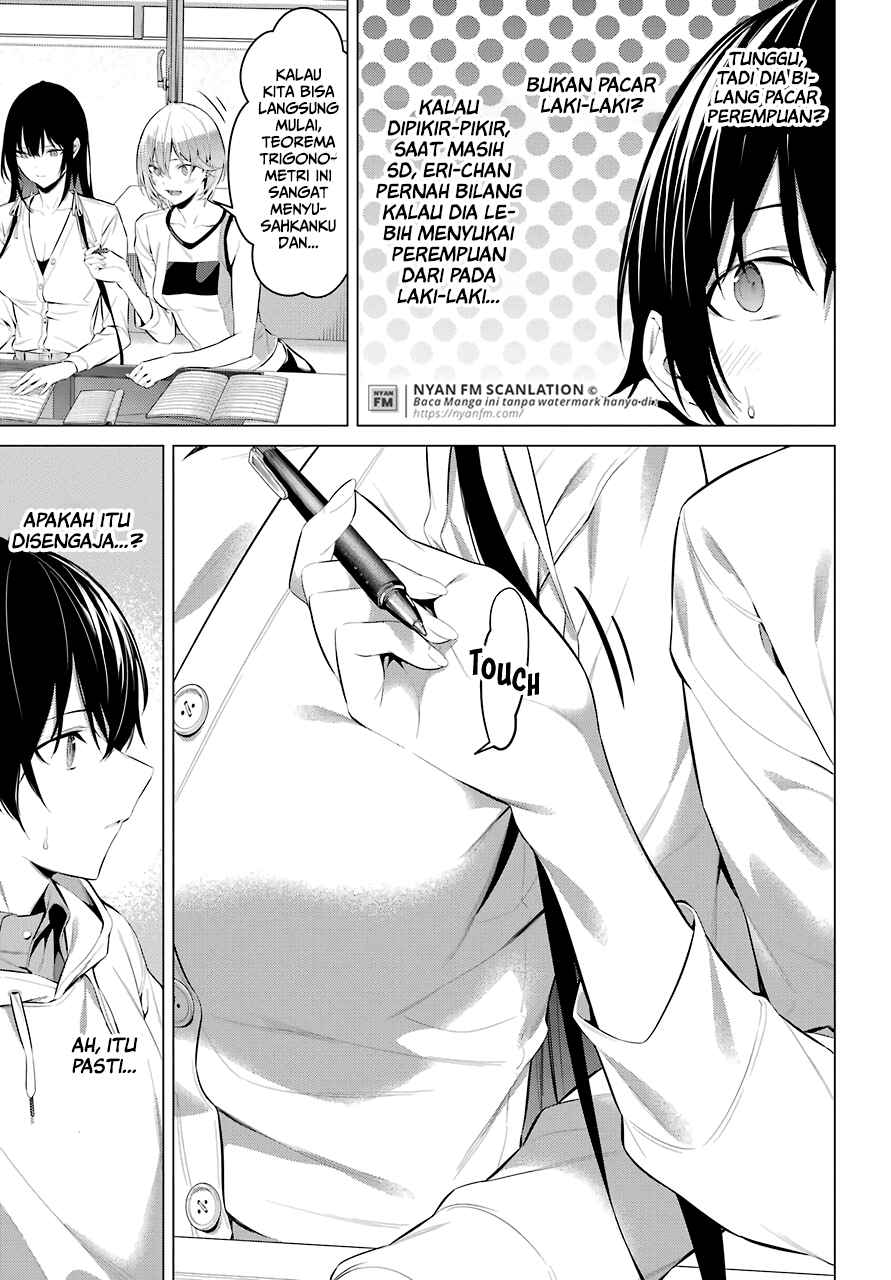 TUNGGU,
TADI DIA BI-
LANG PACAR
PEREMPUAN?
BUKAN PACAR
LAKI-LAKI?
KALAU
DIPIKIR-PIKIR,
SAAT MASIH
SD, ERI-CHAN
PERNAH BILANG
KALAU DIA LE-
BIH MENYUKAI
PEREMPUAN
DARI PADA
LAKI-LAKI...
NYAN
FM
NYAN FM SCANLATION ©
Baca Manga ini tanpa watermark hanya di.
https://nyanfm.com/
KALAU
KITA BISA
LANGSUNG
MULAI,
TEOREMA
TRIGONO-
METRI INI
SANGAT
MENYU-
SAHKANKU
DAN...
TOUCH
APAKAH ITU
DISENGAJA...?
AH, ITU
PASTI...